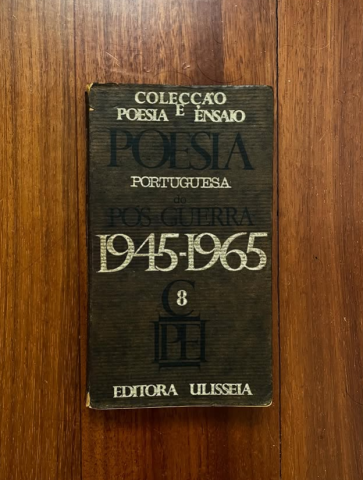 COLECÇÃO
POESIA E ENSAIO
POESIA
PORTUGUESA
do
PÓS-GUERRA
1945-1965
C
8
PE
EDITORA ULISSEIA